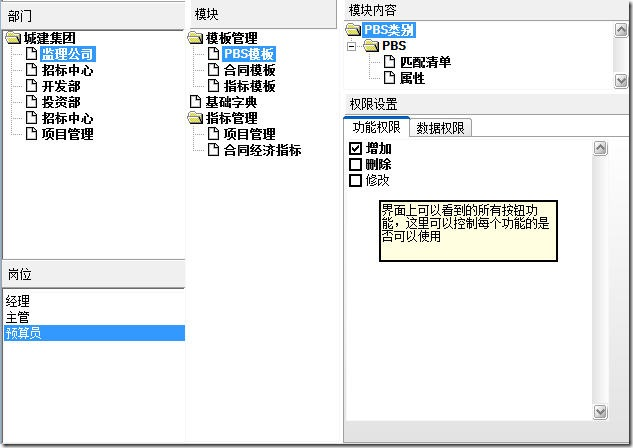 部门
城建集团
监理公司
招标中心
开发部
投资部
招标中心
项目管理
岗位
经理
主管
预算员
模块
模板管理
PBS模板
合同模板
指标模板
基础字典
指标管理
项目管理
合同经济指标
模块内容
PBS类别
PBS
匹配清单
属性
权限设置
功能权限 数据权限
增加
删除
修改
界面上可以看到的所有按钮功
能，这里可以控制每个功能的是
否可以使用